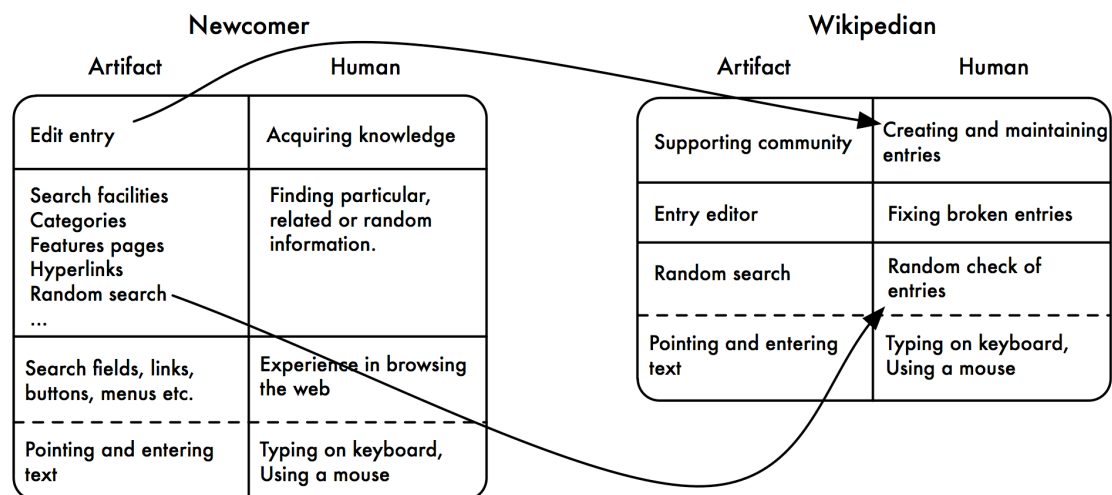 Newcomer
Artifact
Human
Edit entry
Acquiring knowledge
Search facilities
Categories
Features pages
Hyperlinks
Random search
...
Finding particular,
related or random
information.
Search fields, links,
buttons, menus etc.
Experience in browsing
the web
Pointing and entering
text
Typing on keyboard,
Using a mouse
Wikipedian
Artifact
Human
Supporting community
Creating and maintaining
entries
Entry editor
Fixing broken entries
Random search
Random check of
entries
Pointing and entering
text
Typing on keyboard,
Using a mouse